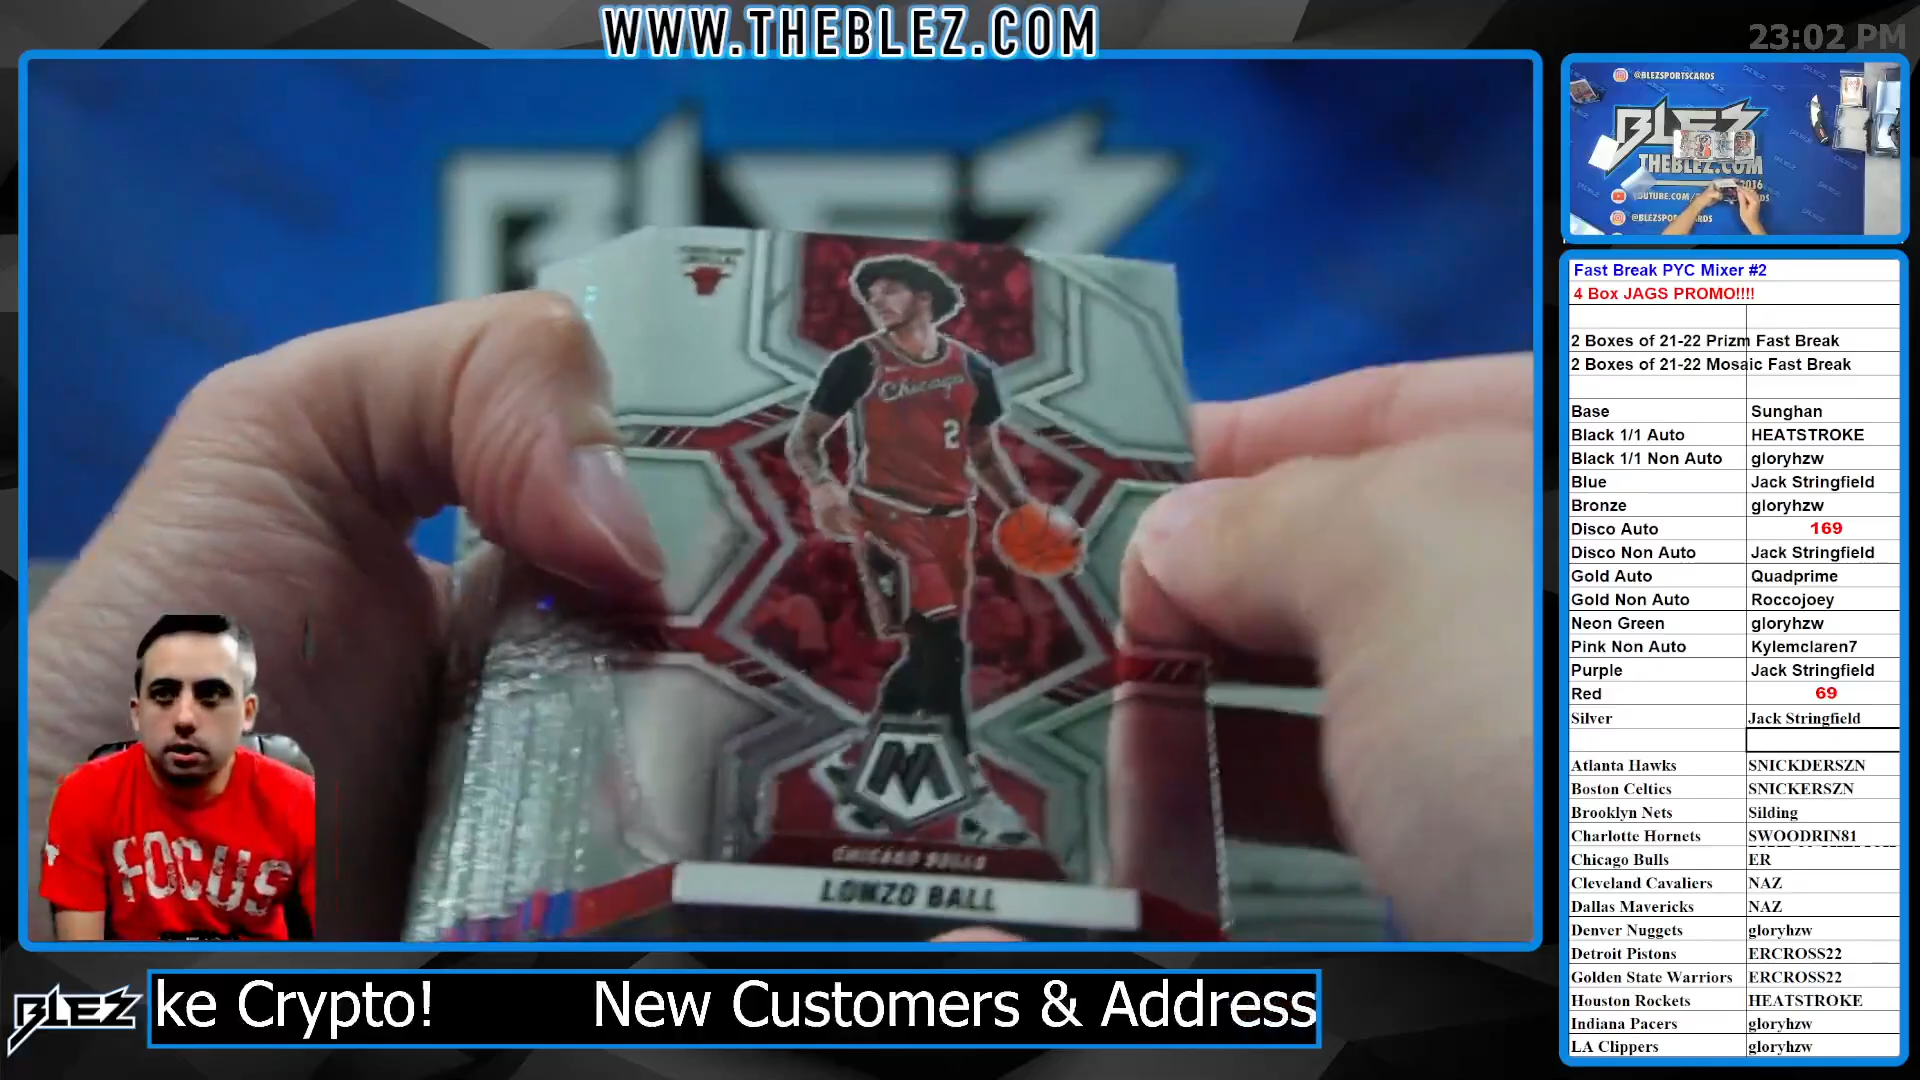 WWW.THEBLEZ.COM
23:02 PM
@BLEZSPORTSCARDS
BLEZ
THEBLEZ.COM
2016
YOUTUBE.COM/
@BLEZSPO
BLEZ
Chicago
2
CHICAGO BULLS
LONZO BALL
FOCUS
Fast Break PYC Mixer #2
4 Box JAGS PROMO!!!!
2 Boxes of 21-22 Prizm Fast Break
2 Boxes of 21-22 Mosaic Fast Break
Base Sunghan
Black 1/1 Auto HEATSTROKE
Black 1/1 Non Auto gloryhzw
Blue Jack Stringfield
Bronze gloryhzw
Disco Auto 169
Disco Non Auto Jack Stringfield
Gold Auto Quadprime
Gold Non Auto Roccojoey
Neon Green gloryhzw
Pink Non Auto Kylemclaren7
Purple Jack Stringfield
Red 69
Silver Jack Stringfield
Atlanta Hawks SNICKDERSZN
Boston Celtics SNICKERSZN
Brooklyn Nets Silding
Charlotte Hornets SWOODRIN81
Chicago Bulls ER
Cleveland Cavaliers NAZ
Dallas Mavericks NAZ
Denver Nuggets gloryhzw
Detroit Pistons ERCROSS22
Golden State Warriors ERCROSS22
Houston Rockets HEATSTROKE
Indiana Pacers gloryhzw
LA Clippers gloryhzw
BLEZ
ke Crypto! New Customers & Address